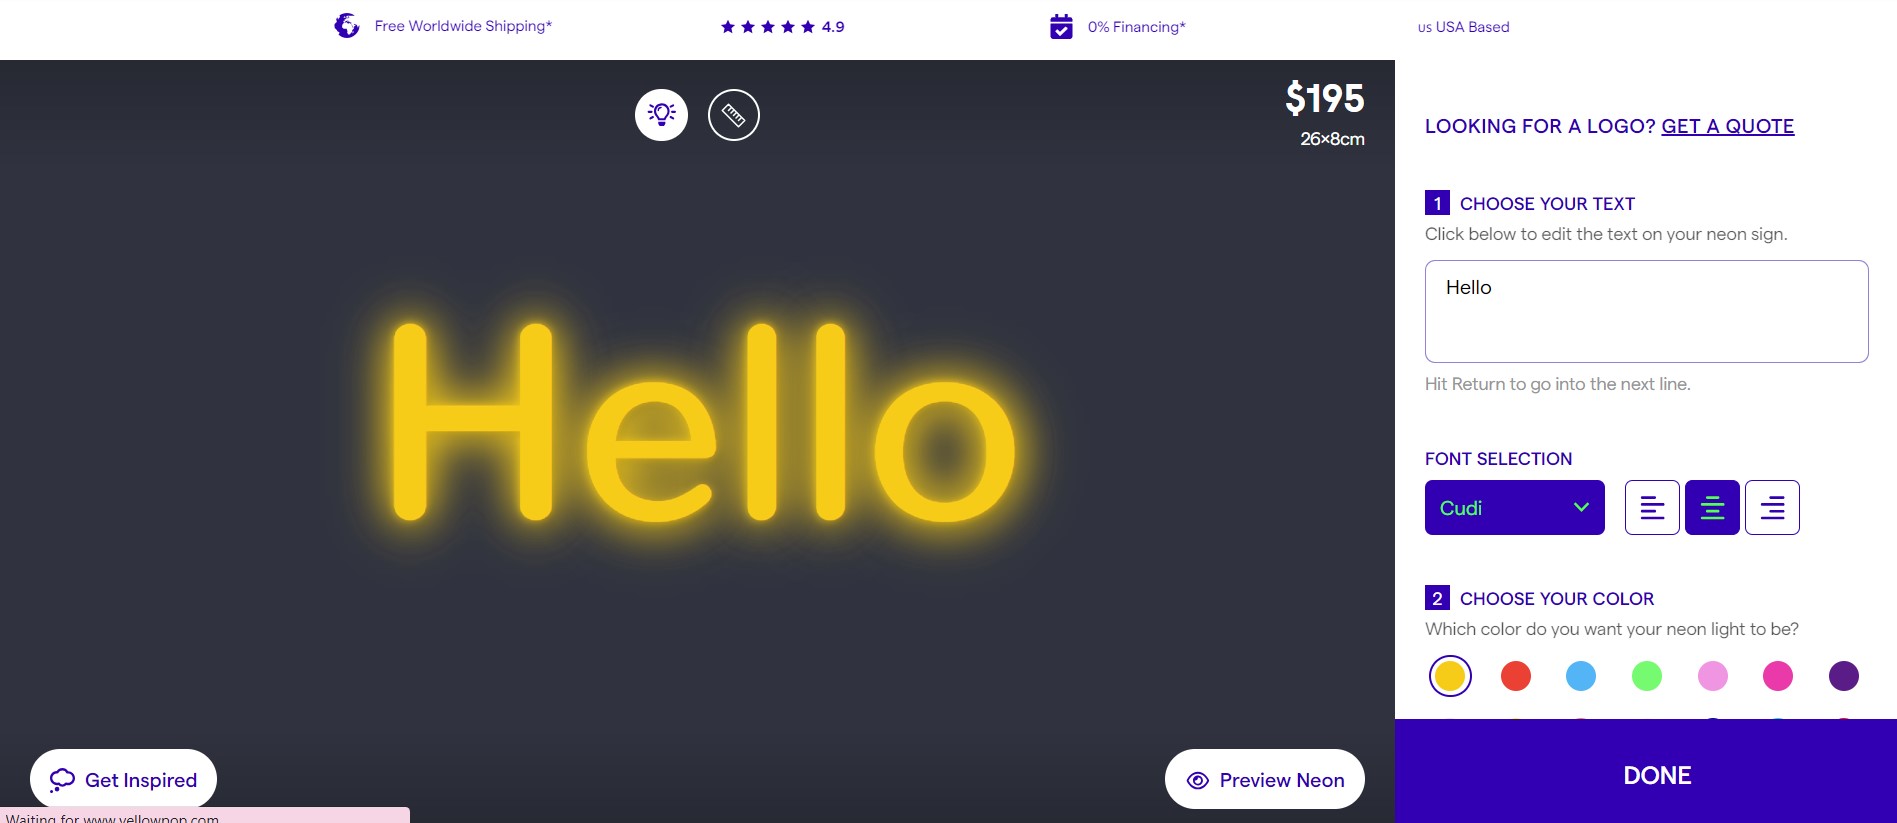 Free Worldwide Shipping*
4.9
0% Financing*
us USA Based
$195
26×8cm
Hello
Get Inspired
Preview Neon
LOOKING FOR A LOGO? GET A QUOTE
1 CHOOSE YOUR TEXT
Click below to edit the text on your neon sign.
Hello
Hit Return to go into the next line.
FONT SELECTION
Cudi
2 CHOOSE YOUR COLOR
Which color do you want your neon light to be?
DONE
Waiting for www.yellowpop.com